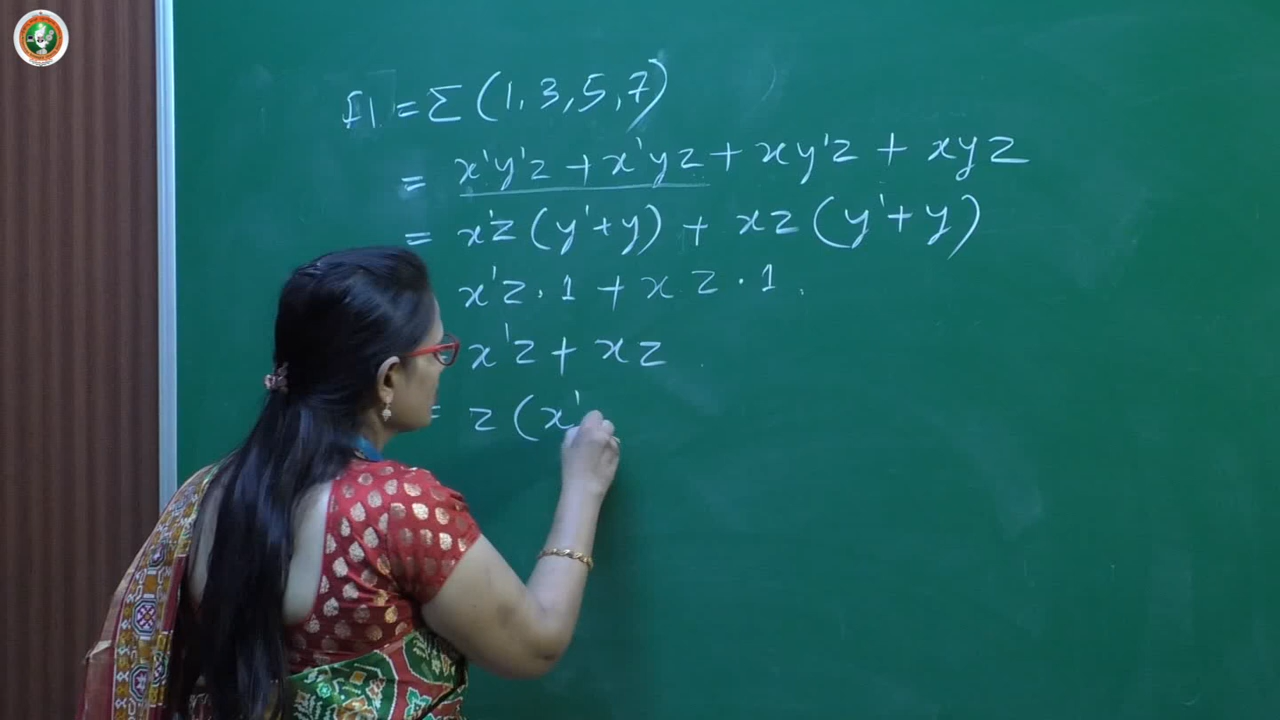 f1 = Σ (1, 3, 5, 7)
= x'y'z + x'yz + xy'z + xyz
= x'z (y'+y) + xz (y'+y)
x'z . 1 + xz . 1
x'z + xz
= z (x'